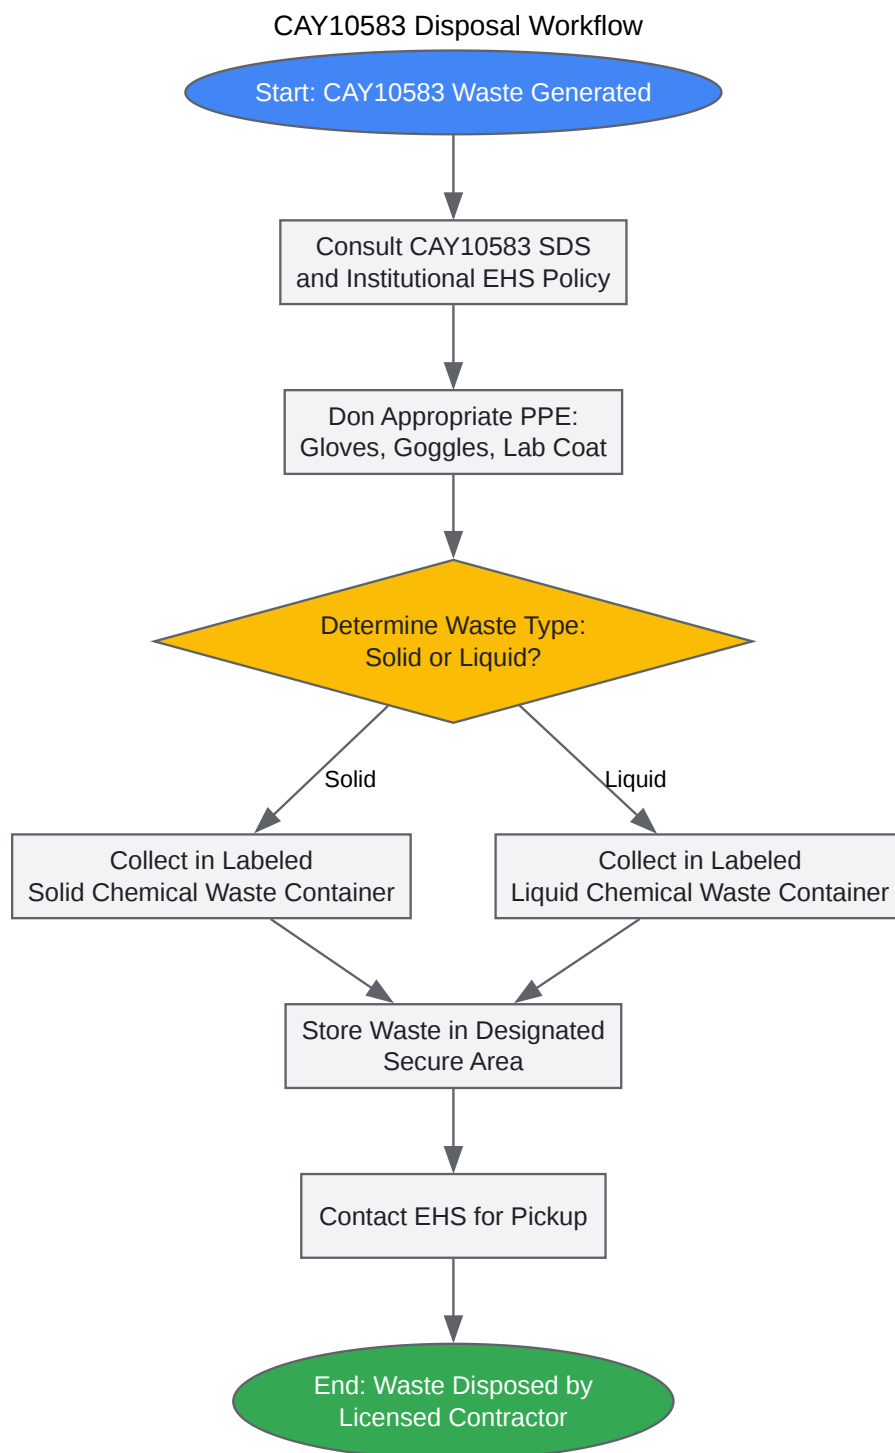 CAY10583 Disposal Workflow
Start: CAY10583 Waste Generated
Consult CAY10583 SDS
and Institutional EHS Policy
Don Appropriate PPE:
Gloves, Goggles, Lab Coat
Determine Waste Type:
Solid or Liquid?
Solid
Liquid
Collect in Labeled
Solid Chemical Waste Container
Collect in Labeled
Liquid Chemical Waste Container
Store Waste in Designated
Secure Area
Contact EHS for Pickup
End: Waste Disposed by
Licensed Contractor